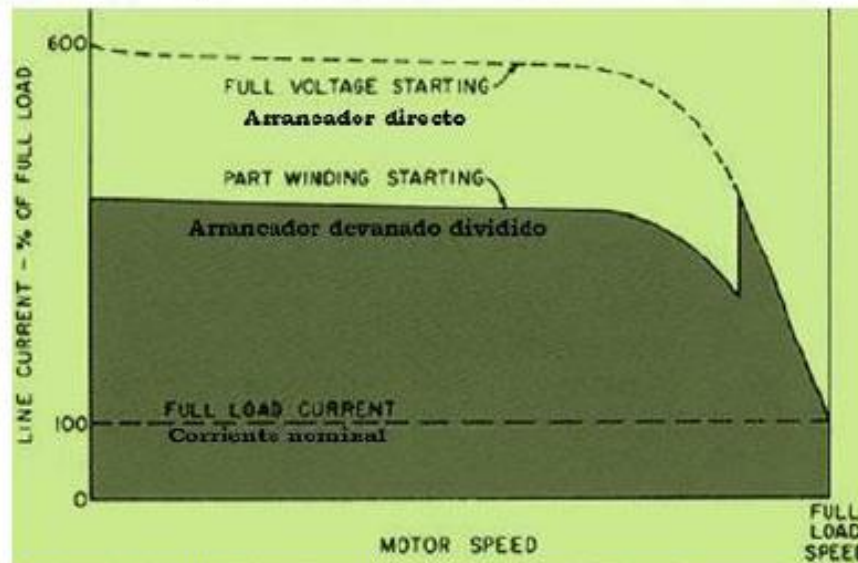 LINE CURRENT - % OF FULL LOAD
600
FULL VOLTAGE STARTING
Arrancador directo
PART WINDING STARTING
Arrancador devanado dividido
FULL LOAD CURRENT
Corriente nominal
100
0
MOTOR SPEED
FULL
LOAD
SPEED